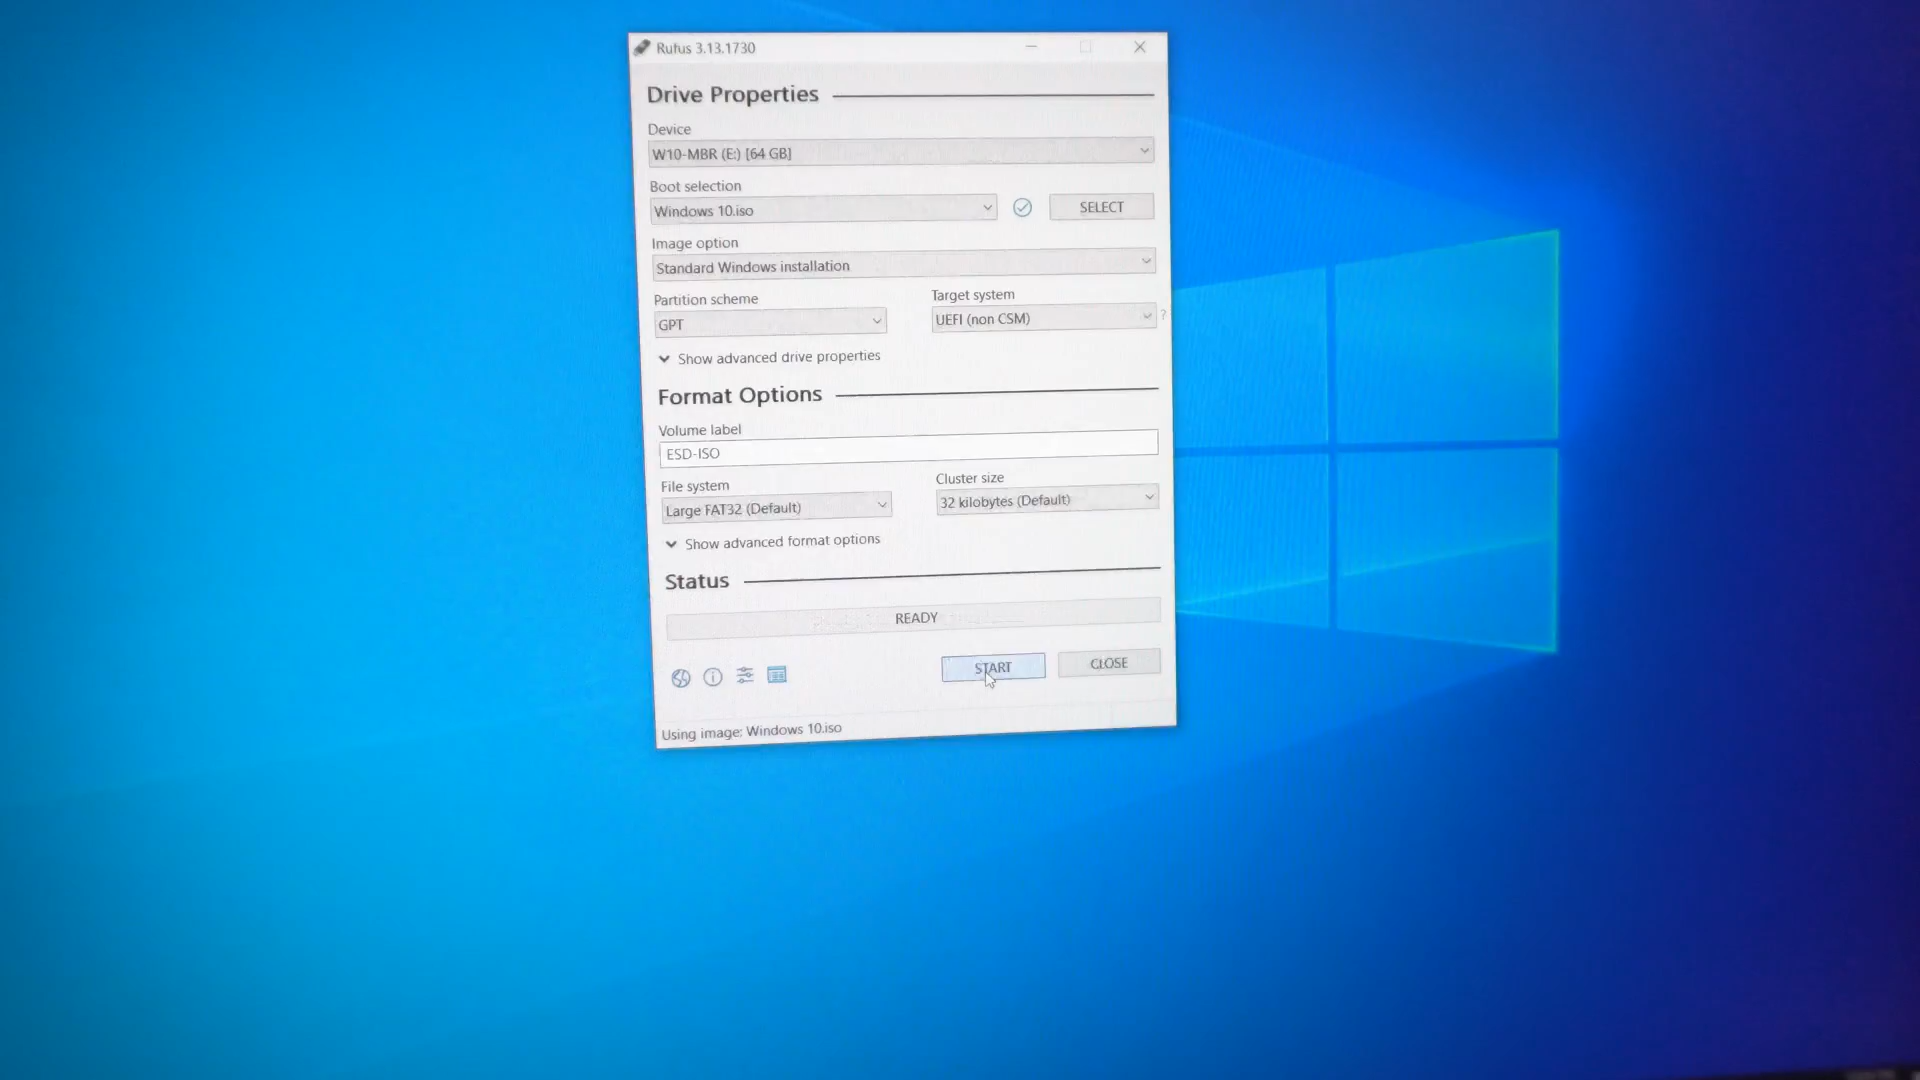 Rufus 3.13.1730
Drive Properties
Device
W10-MBR (E:) [64 GB]
Boot selection
Windows 10.iso
SELECT
Image option
Standard Windows installation
Partition scheme
Target system
GPT
UEFI (non CSM)
?
Show advanced drive properties
Format Options
Volume label
ESD-ISO
File system
Cluster size
Large FAT32 (Default)
32 kilobytes (Default)
Show advanced format options
Status
READY
START
CLOSE
Using image: Windows 10.iso